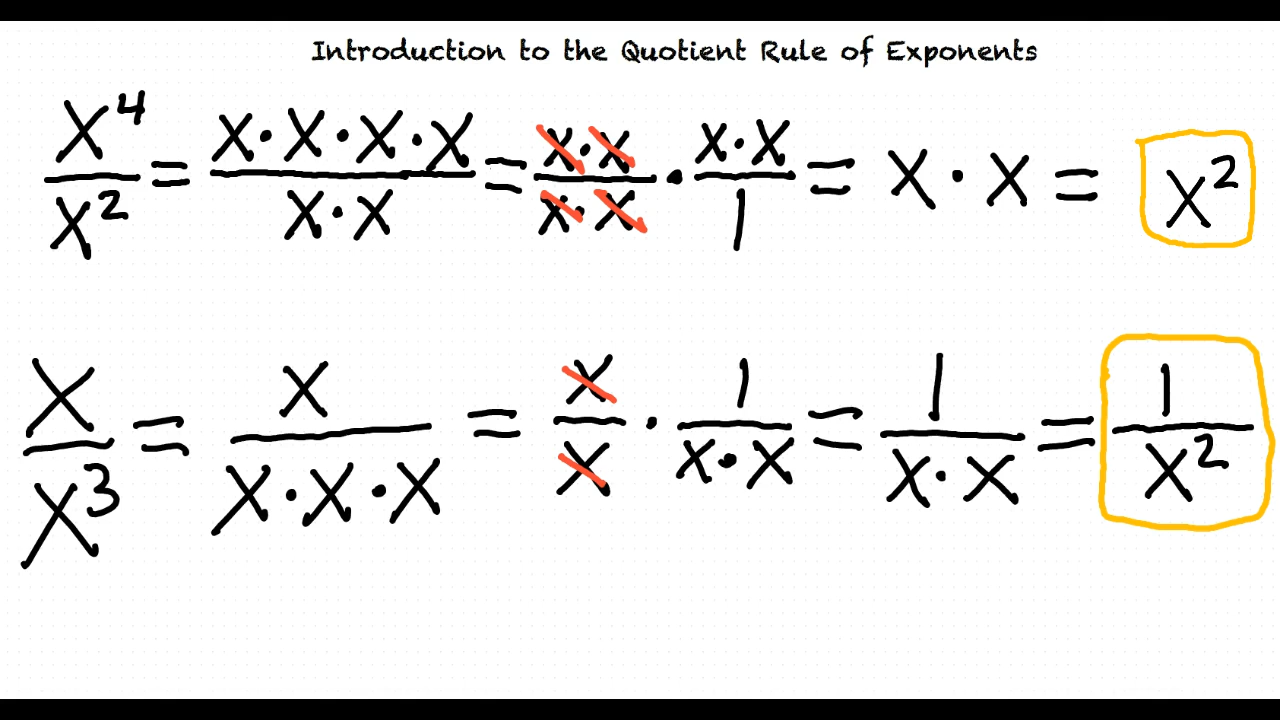 Introduction to the Quotient Rule of Exponents
x⁴/x² = x·x·x·x/x·x = x·x/x·x · x·x/1 = x · x = x²
x/x³ = x/x·x·x = x/x · 1/x·x = 1/x·x = 1/x²